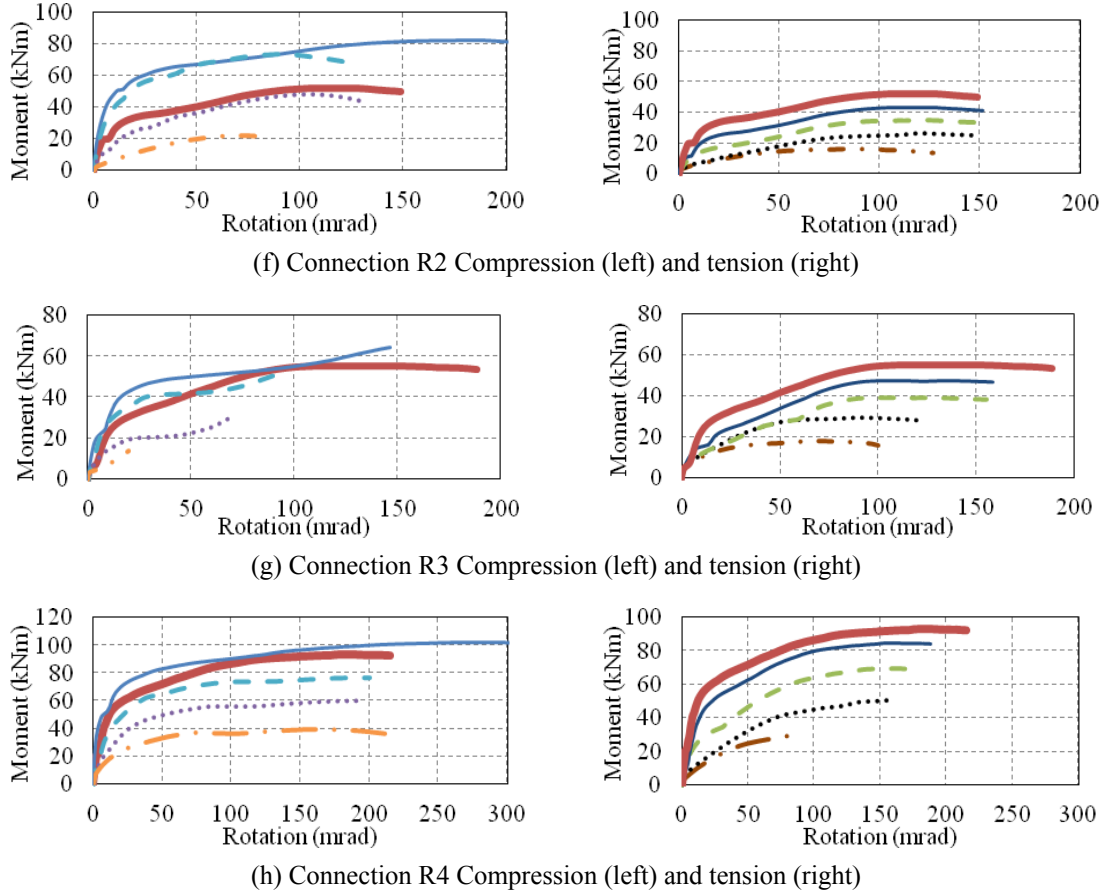 Moment (kNm)
100
80
60
40
20
0
0 50 100 150 200
Rotation (mrad)
Moment (kNm)
100
80
60
40
20
0
0 50 100 150 200
Rotation (mrad)
(f) Connection R2 Compression (left) and tension (right)
Moment (kNm)
80
60
40
20
0
0 50 100 150 200
Rotation (mrad)
Moment (kNm)
80
60
40
20
0
0 50 100 150 200
Rotation (mrad)
(g) Connection R3 Compression (left) and tension (right)
Moment (kNm)
120
100
80
60
40
20
0
0 50 100 150 200 250 300
Rotation (mrad)
Moment (kNm)
100
80
60
40
20
0
0 50 100 150 200 250 300
Rotation (mrad)
(h) Connection R4 Compression (left) and tension (right)